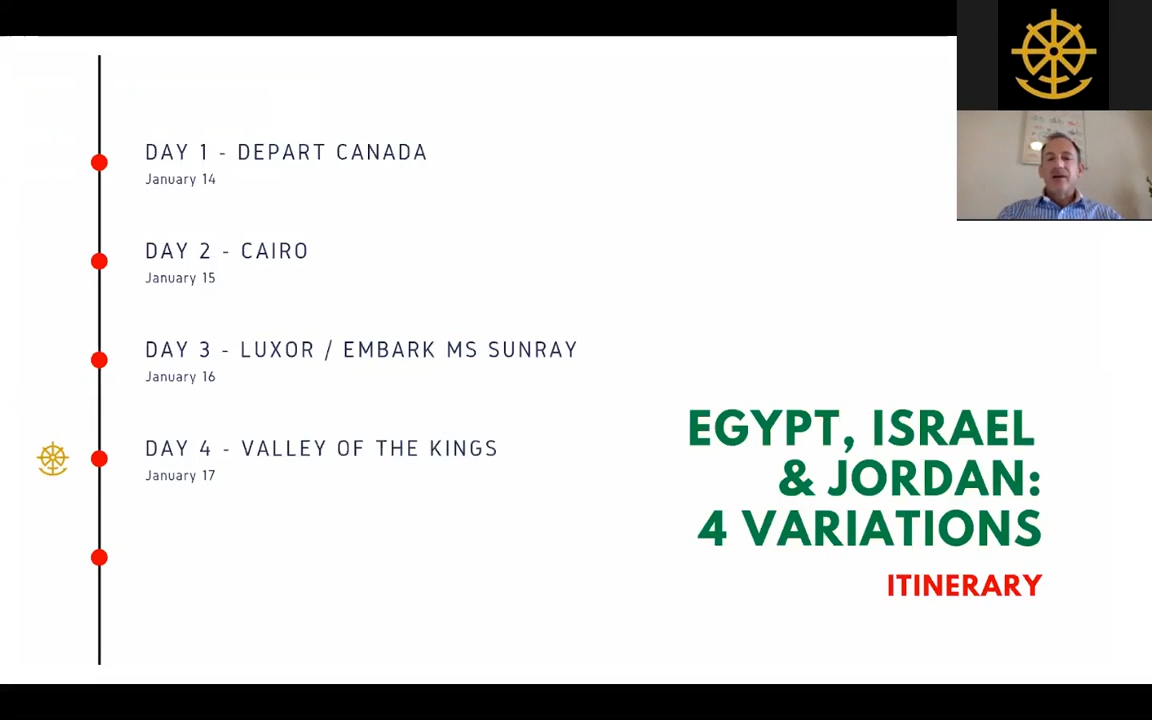 DAY 1 - DEPART CANADA
January 14
DAY 2 - CAIRO
January 15
DAY 3 - LUXOR / EMBARK MS SUNRAY
January 16
DAY 4 - VALLEY OF THE KINGS
January 17
EGYPT, ISRAEL
& JORDAN:
4 VARIATIONS
ITINERARY